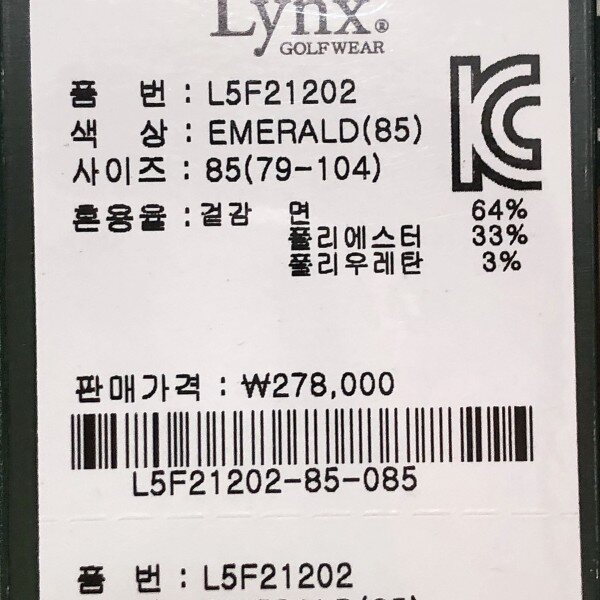 Lynx®
GOLFWEAR
품 번 : L5F21202
색 상 : EMERALD(85)
사이즈 : 85(79-104)
혼용율 : 겉감 면 64%
폴리에스터 33%
폴리우레탄 3%
판매가격 : ₩278,000
L5F21202-85-085
품 번 : L5F21202